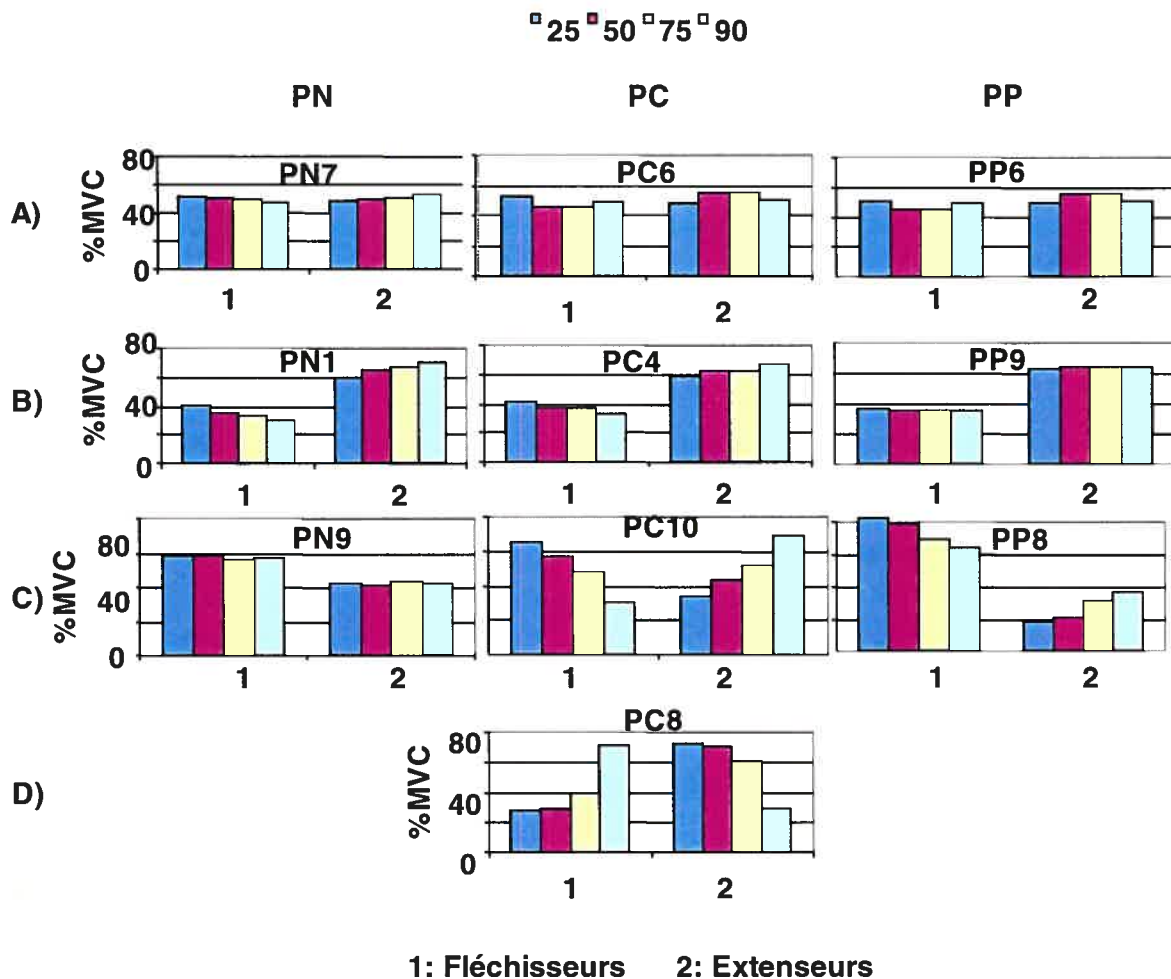 25 50 75 90
PN PC PP
A) %MVC 80 40 0 PN7 1 2 PC6 1 2 PP6 1 2
B) %MVC 80 40 0 PN1 1 2 PC4 1 2 PP9 1 2
C) %MVC 80 40 0 PN9 1 2 PC10 1 2 PP8 1 2
D) %MVC 80 40 0 PC8 1 2
1: Fléchisseurs 2: Extenseurs